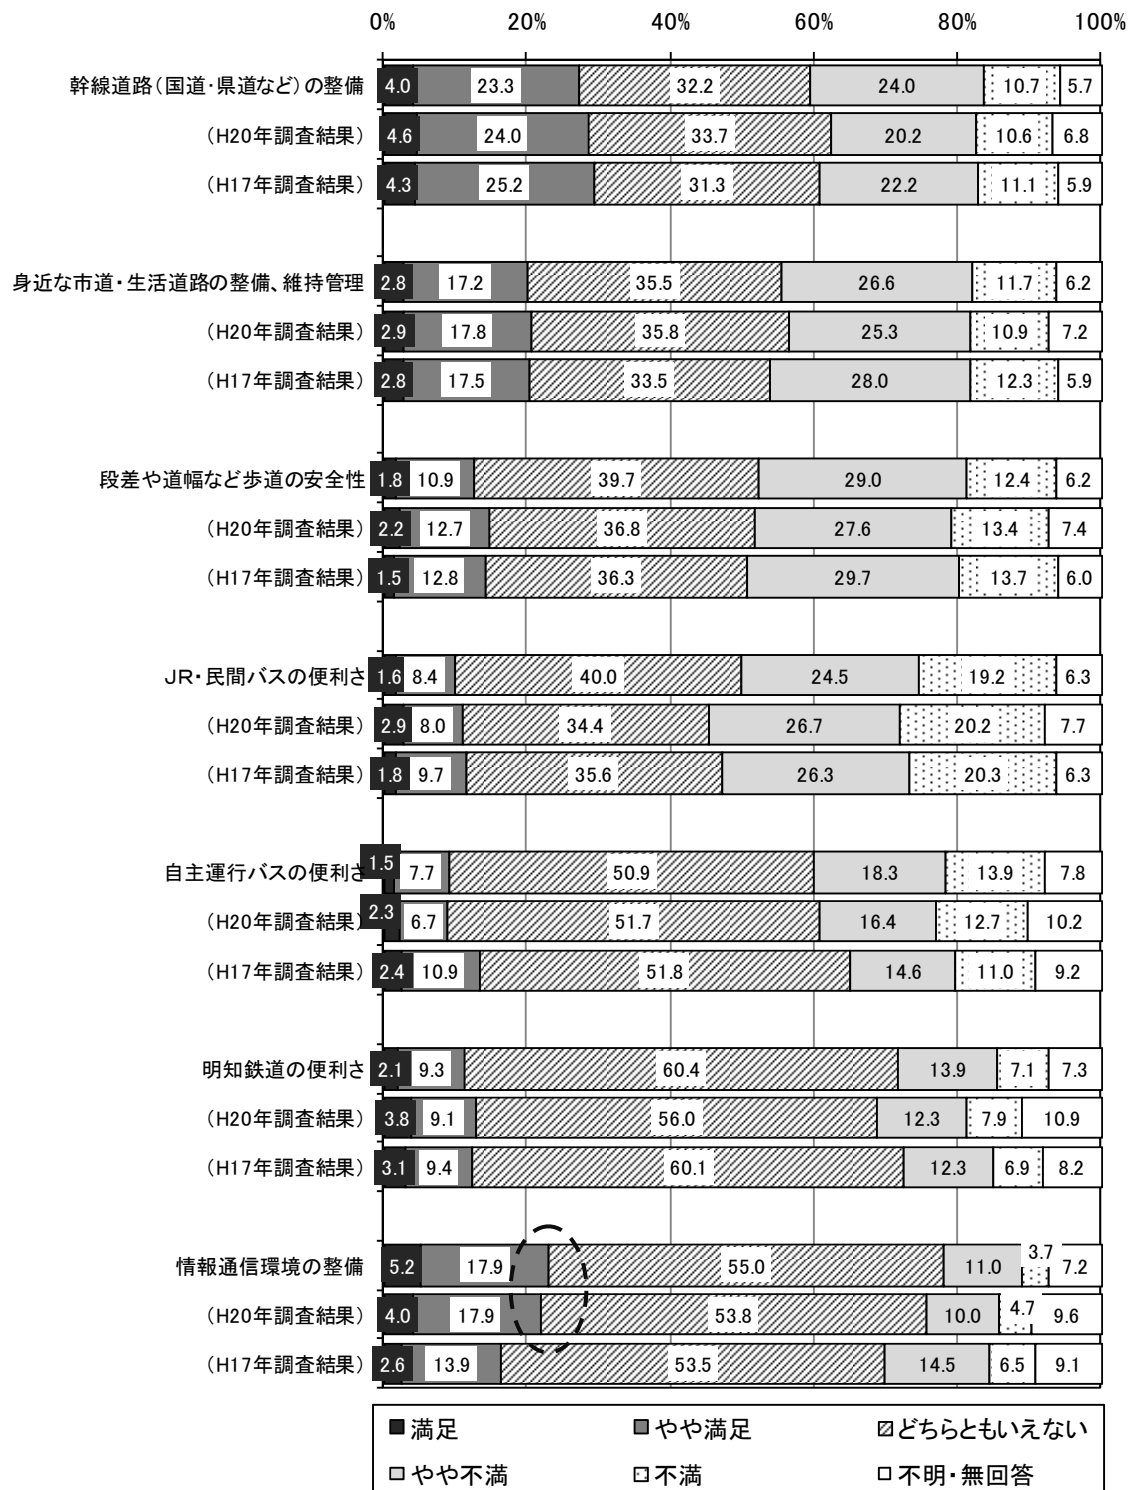 0% 20% 40% 60% 80% 100%
幹線道路(国道・県道など)の整備 4.0 23.3 32.2 24.0 10.7 5.7
(H20年調査結果) 4.6 24.0 33.7 20.2 10.6 6.8
(H17年調査結果) 4.3 25.2 31.3 22.2 11.1 5.9
身近な市道・生活道路の整備、維持管理 2.8 17.2 35.5 26.6 11.7 6.2
(H20年調査結果) 2.9 17.8 35.8 25.3 10.9 7.2
(H17年調査結果) 2.8 17.5 33.5 28.0 12.3 5.9
段差や道幅など歩道の安全性 1.8 10.9 39.7 29.0 12.4 6.2
(H20年調査結果) 2.2 12.7 36.8 27.6 13.4 7.4
(H17年調査結果) 1.5 12.8 36.3 29.7 13.7 6.0
JR・民間バスの便利さ 1.6 8.4 40.0 24.5 19.2 6.3
(H20年調査結果) 2.9 8.0 34.4 26.7 20.2 7.7
(H17年調査結果) 1.8 9.7 35.6 26.3 20.3 6.3
自主運行バスの便利さ 1.5 7.7 50.9 18.3 13.9 7.8
(H20年調査結果) 2.3 6.7 51.7 16.4 12.7 10.2
(H17年調査結果) 2.4 10.9 51.8 14.6 11.0 9.2
明知鉄道の便利さ 2.1 9.3 60.4 13.9 7.1 7.3
(H20年調査結果) 3.8 9.1 56.0 12.3 7.9 10.9
(H17年調査結果) 3.1 9.4 60.1 12.3 6.9 8.2
情報通信環境の整備 5.2 17.9 55.0 11.0 3.7 7.2
(H20年調査結果) 4.0 17.9 53.8 10.0 4.7 9.6
(H17年調査結果) 2.6 13.9 53.5 14.5 6.5 9.1
満足 やや満足 どちらともいえない
やや不満 不満 不明・無回答